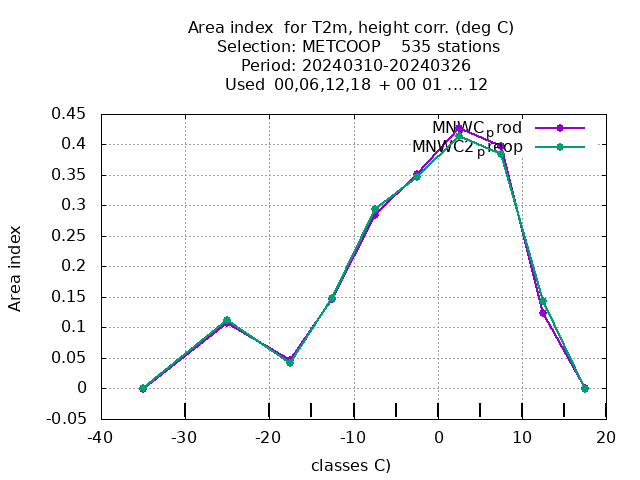 Area index  for T2m, height corr. (deg C)
Selection: METCOOP    535 stations
Period: 20240310-20240326
Used  00,06,12,18  + 00 01 ... 12
0.45
MNWCprod
0.4
MNWC2preop
0.35
0.3
0.25
0.2
0.15
0.1
0.05
0
-0.05
Area index
-40 -30 -20 -10 0 10 20
classes C)